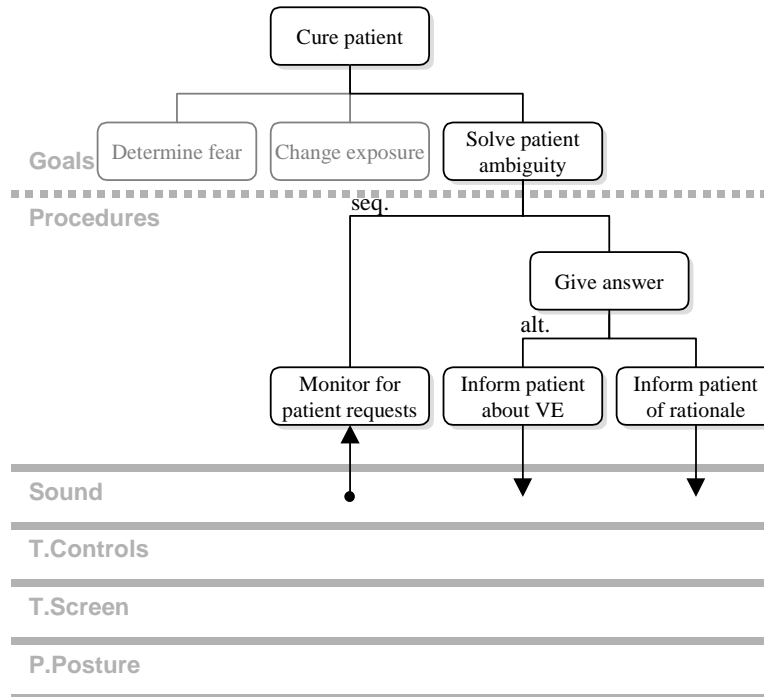 Cure patient
Determine fear
Change exposure
Solve patient
ambiguity
Goals
Procedures
seq.
Give answer
alt.
Monitor for
patient requests
Inform patient
about VE
Inform patient
of rationale
Sound
T.Controls
T.Screen
P.Posture